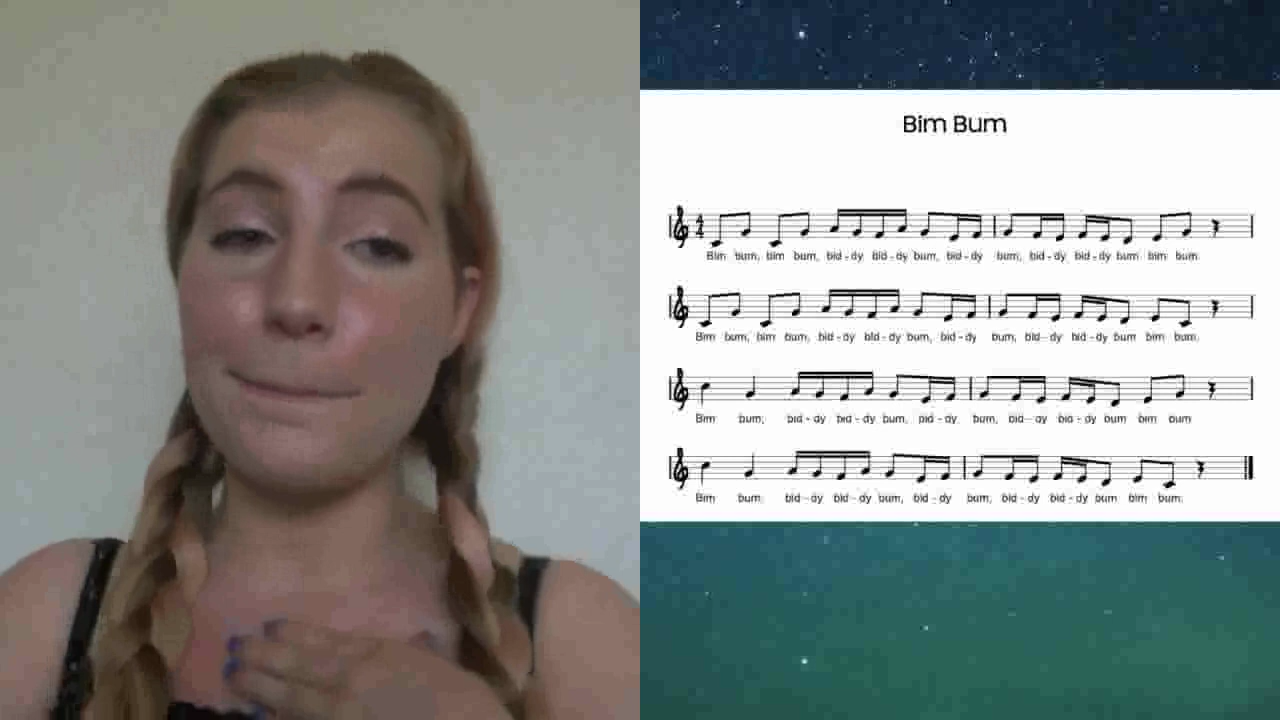 Bim Bum
4
4
Bim bum, bim bum, bid - dy bid - dy bum, bid - dy bum, bid - dy bid - dy bum bim bum.
Bim bum, bim bum, bid - dy bid - dy bum, bid - dy bum, bid - dy bid - dy bum bim bum.
Bim bum, bid - dy bid - dy bum, bid - dy bum, bid - dy bid - dy bum bim bum
Bim bum bid - dy bid - dy bum, bid - dy bum, bid - dy bid - dy bum bim bum.